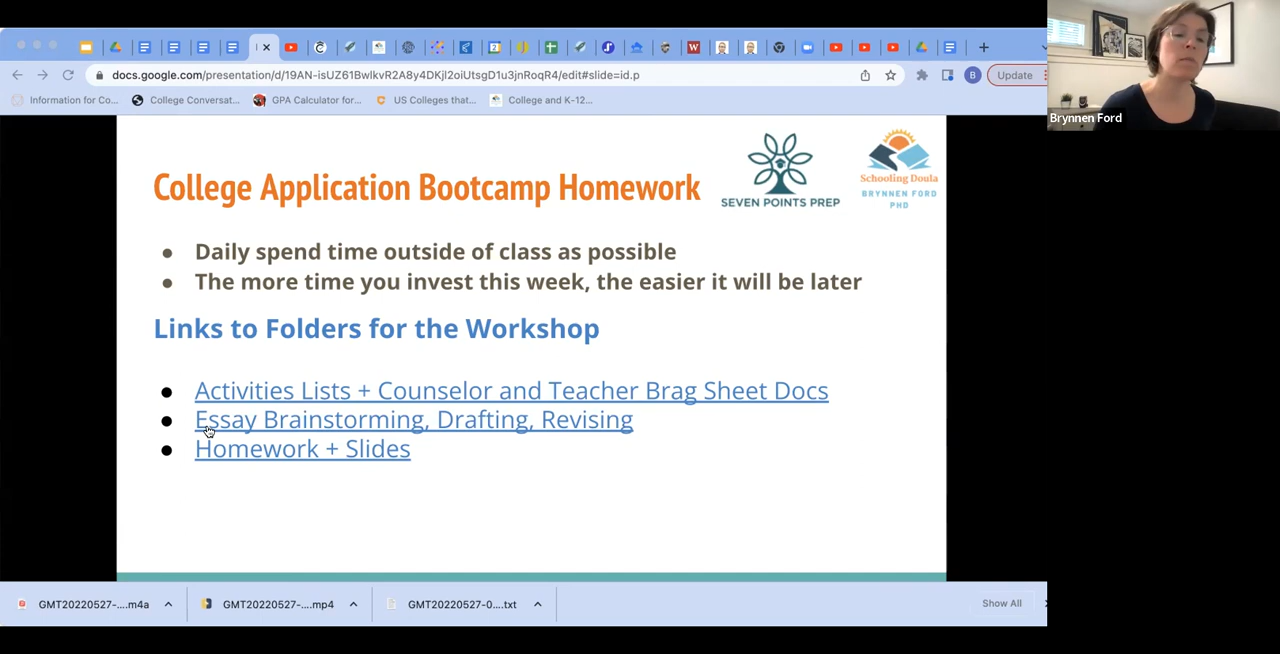 docs.google.com/presentation/d/19AN-isUZ61BwlkvR2A8y4DKjl2oiUtsgD1u3jnRoqR4/edit#slide=id.p
B
Update
Information for Co...
College Conversat...
GPA Calculator for...
US Colleges that...
College and K-12...
Brynnen Ford
College Application Bootcamp Homework
SEVEN POINTS PREP
Schooling Doula
BRYNNEN FORD
PHD
● Daily spend time outside of class as possible
● The more time you invest this week, the easier it will be later
Links to Folders for the Workshop
● Activities Lists + Counselor and Teacher Brag Sheet Docs
● Essay Brainstorming, Drafting, Revising
● Homework + Slides
GMT20220527-....m4a
GMT20220527-....mp4
GMT20220527-0....txt
Show All